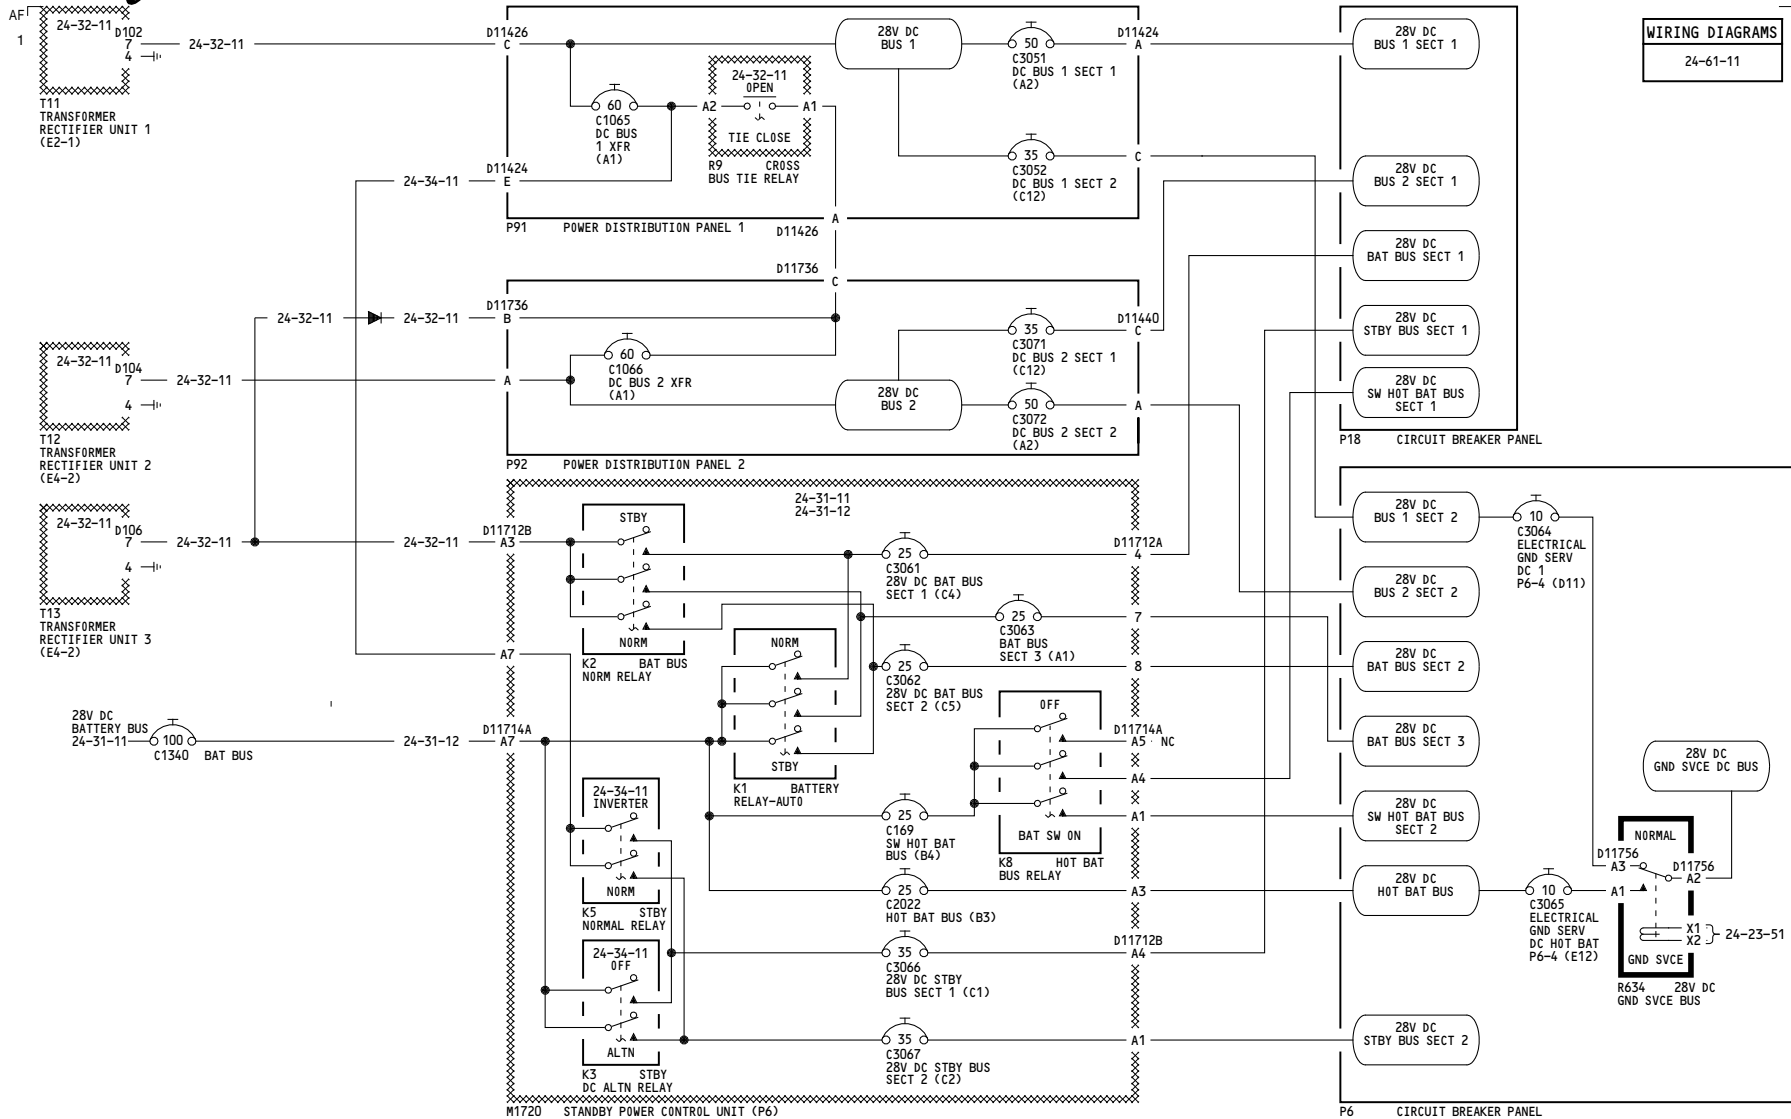 AF
1
24-32-11
D102
7
4
24-32-11
T11
TRANSFORMER
RECTIFIER UNIT 1
(E2-1)
D11426
C
60
C1065
DC BUS
1 XFR
(A1)
A2
24-32-11
OPEN
A1
TIE CLOSE
R9 CROSS
BUS TIE RELAY
28V DC
BUS 1
50
C3051
DC BUS 1 SECT 1
(A2)
D11424
A
35
C3052
DC BUS 1 SECT 2
(C12)
C
24-34-11
D11424
E
P91 POWER DISTRIBUTION PANEL 1
A
D11426
28V DC
BUS 1 SECT 1
28V DC
BUS 2 SECT 1
28V DC
BAT BUS SECT 1
28V DC
STBY BUS SECT 1
28V DC
SW HOT BAT BUS
SECT 1
P18 CIRCUIT BREAKER PANEL
WIRING DIAGRAMS
24-61-11
D11736
C
24-32-11
24-32-11
D11736
B
60
C1066
DC BUS 2 XFR
(A1)
28V DC
BUS 2
35
C3071
DC BUS 2 SECT 1
(C12)
D11440
C
50
C3072
DC BUS 2 SECT 2
(A2)
A
24-32-11
D104
7
4
24-32-11
A
T12
TRANSFORMER
RECTIFIER UNIT 2
(E4-2)
P92 POWER DISTRIBUTION PANEL 2
24-32-11
D106
7
4
24-32-11
24-32-11
T13
TRANSFORMER
RECTIFIER UNIT 3
(E4-2)
24-31-11
24-31-12
D11712B
A3
STBY
NORM
K2 BAT BUS
NORM RELAY
A7
25
C3061
28V DC BAT BUS
SECT 1 (C4)
D11712A
4
25
C3063
BAT BUS
SECT 3 (A1)
7
25
C3062
28V DC BAT BUS
SECT 2 (C5)
8
NORM
STBY
K1 BATTERY
RELAY-AUTO
OFF
BAT SW ON
K8 HOT BAT
BUS RELAY
D11714A
A5 NC
A4
A1
28V DC
BATTERY BUS
24-31-11
100
C1340 BAT BUS
24-31-12
D11714A
A7
24-34-11
INVERTER
NORM
K5 STBY
NORMAL RELAY
25
C169
SW HOT BAT
BUS (B4)
25
C2022
HOT BAT BUS (B3)
A3
24-34-11
OFF
ALTN
K3 STBY
DC ALTN RELAY
35
C3066
28V DC STBY
BUS SECT 1 (C1)
D11712B
A4
35
C3067
28V DC STBY BUS
SECT 2 (C2)
A1
M1720 STANDBY POWER CONTROL UNIT (P6)
28V DC
BUS 1 SECT 2
10
C3064
ELECTRICAL
GND SERV
DC 1
P6-4 (D11)
28V DC
BUS 2 SECT 2
28V DC
BAT BUS SECT 2
28V DC
BAT BUS SECT 3
28V DC
SW HOT BAT BUS
SECT 2
28V DC
HOT BAT BUS
10
C3065
ELECTRICAL
GND SERV
DC HOT BAT
P6-4 (E12)
28V DC
GND SVCE DC BUS
NORMAL
D11756
A3
D11756
A2
A1
X1
X2
24-23-51
GND SVCE
R634 28V DC
GND SVCE BUS
28V DC
STBY BUS SECT 2
P6 CIRCUIT BREAKER PANEL